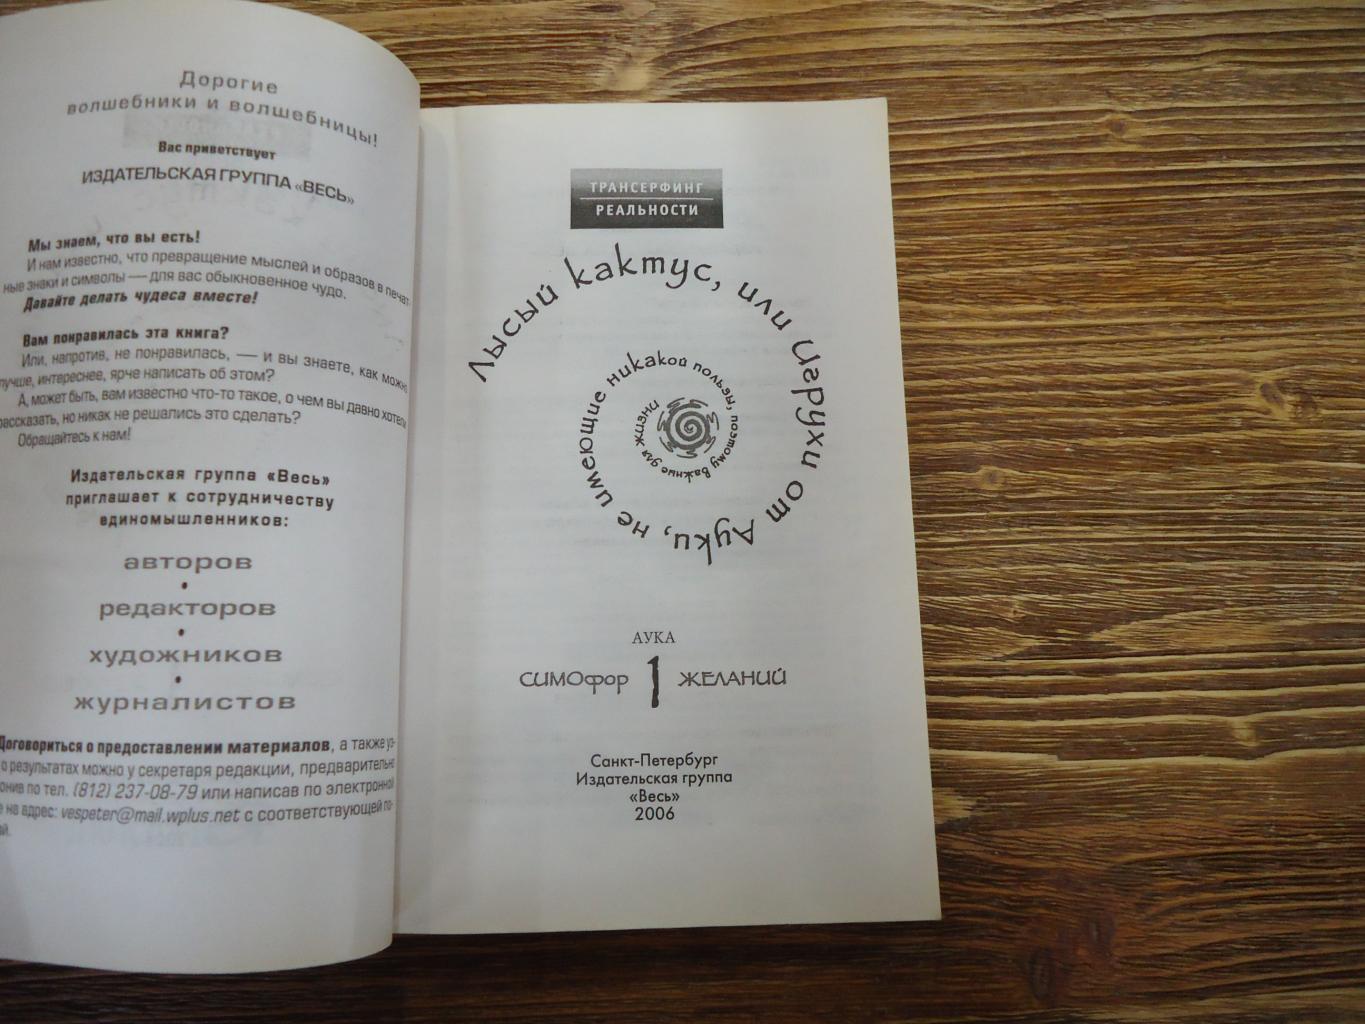 Дорогие
волшебники и волшебницы!
Вас приветствует
ИЗДАТЕЛЬСКАЯ ГРУППА «ВЕСЬ»
Мы знаем, что вы есть!
И нам известно, что превращение мыслей и образов в печат-
ные знаки и символы — для вас обыкновенное чудо.
Давайте делать чудеса вместе!
Вам понравилась эта книга?
Или, напротив, не понравилась, — и вы знаете, как можно
лучше, интереснее, ярче написать об этом?
А, может быть, вам известно что-то такое, о чем вы давно хотели
рассказать, но никак не решались это сделать?
Обращайтесь к нам!
Издательская группа «Весь»
приглашает к сотрудничеству
единомышленников:
авторов
•
редакторов
•
художников
•
журналистов
Договориться о предоставлении материалов, а также уз-
о результатах можно у секретаря редакции, предварительно
онив по тел. (812) 237-08-79 или написав по электронной
е на адрес: vespeter@mail.wplus.net с соответствующей по-
ой.
ТРАНСЕРФИНГ
РЕАЛЬНОСТИ
Лысый кактус, или Игрухи от Ауки, не имеющие никакой пользы, поэтому важные для жизни
АУКА
СИМОфор 1 ЖЕЛАНИЙ
Санкт-Петербург
Издательская группа
«Весь»
2006